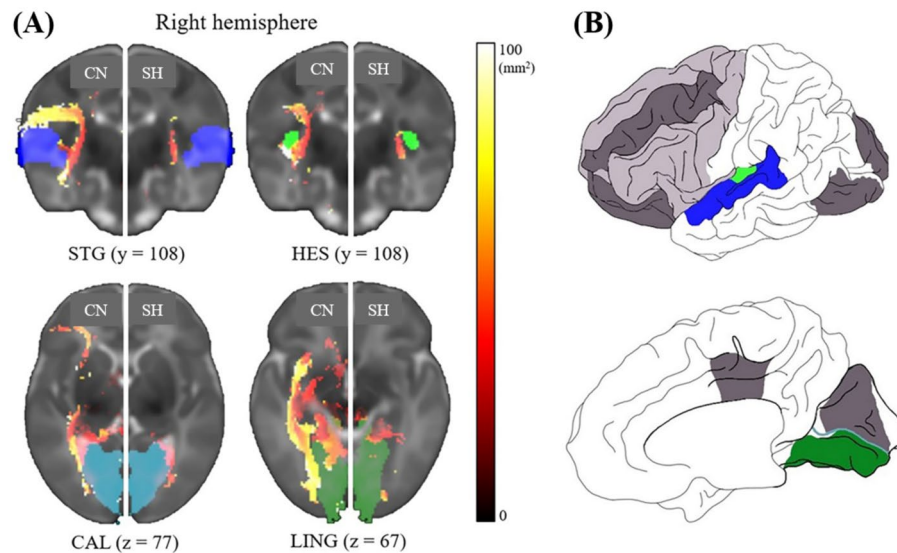 (A)
Right hemisphere
(B)
CN SH
CN SH
100
(mm²)
STG (y = 108)
HES (y = 108)
CN SH
CN SH
0
CAL (z = 77)
LING (z = 67)